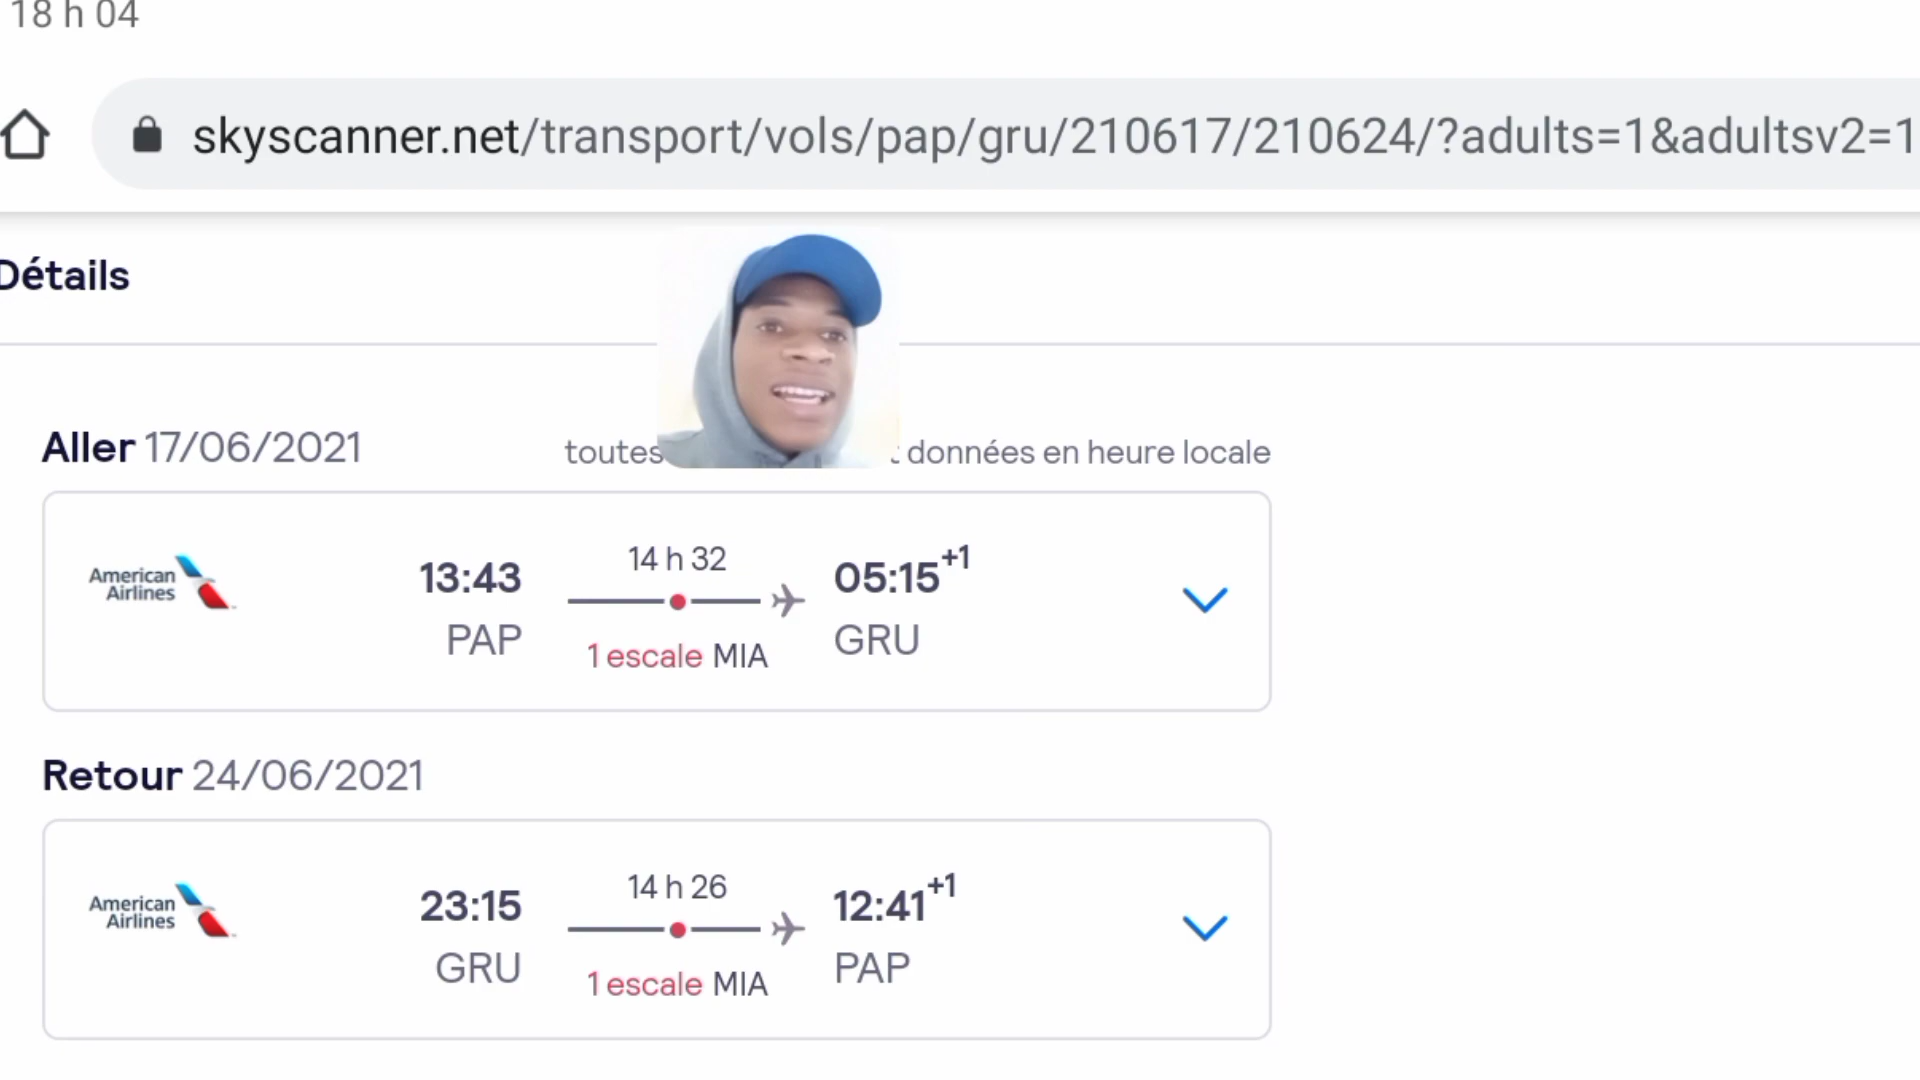 18 h 04
skyscanner.net/transport/vols/pap/gru/210617/210624/?adults=1&adultsv2=1
Détails
Aller 17/06/2021
toutes données en heure locale
American Airlines
13:43
14 h 32
05:15+1
PAP
1 escale MIA
GRU
Retour 24/06/2021
American Airlines
23:15
14 h 26
12:41+1
GRU
1 escale MIA
PAP